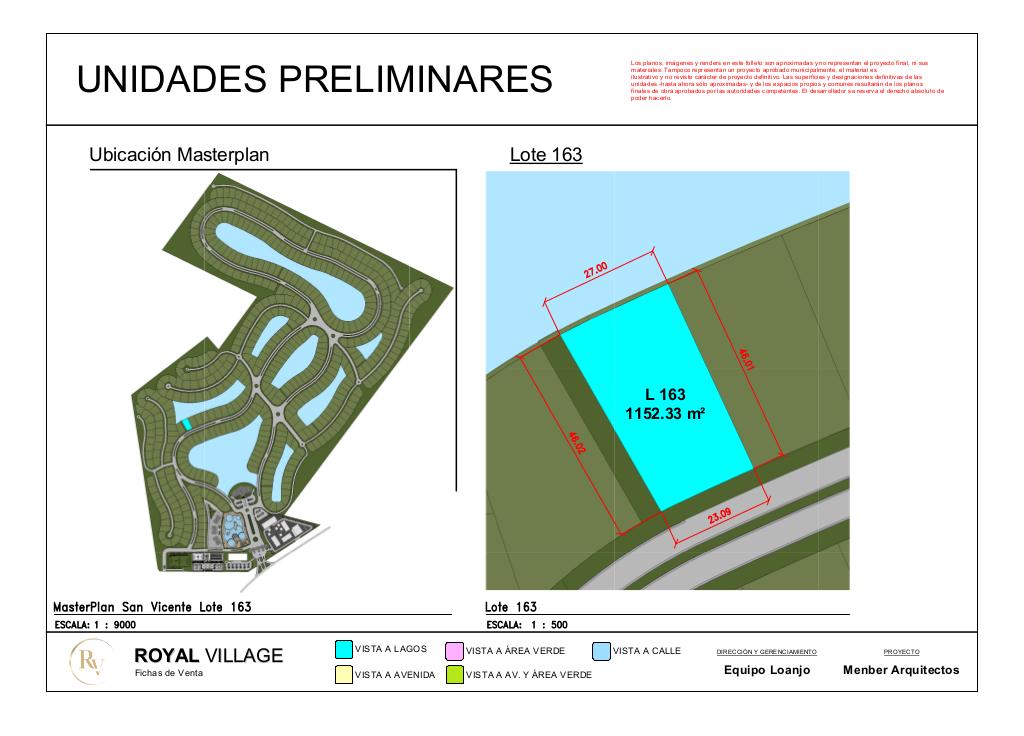 UNIDADES PRELIMINARES
Los planos, imágenes y renders en este folleto son aproximadas y no representan el proyecto final, ni sus
materiales. Tampoco representan un proyecto aprobado municipalmente, el material es
ilustrativo y no reviste carácter de proyecto definitivo. Las superficies y designaciones definitivas de las
unidades -hasta ahora sólo aproximadas- y de los espacios propios y comunes resultarán de los planos
finales de obra aprobados por las autoridades competentes. El desarrollador se reserva el derecho absoluto de
poder hacerlo.
Ubicación Masterplan
Lote 163
27.00
46.01
L 163
1152.33 m²
46.02
23.09
MasterPlan San Vicente Lote 163
ESCALA: 1 : 9000
Lote 163
ESCALA: 1 : 500
RV
ROYAL VILLAGE
Fichas de Venta
VISTA A LAGOS
VISTA A ÁREA VERDE
VISTA A CALLE
VISTA A AVENIDA
VISTA A AV. Y ÁREA VERDE
DIRECCIÓN Y GERENCIAMIENTO
Equipo Loanjo
PROYECTO
Menber Arquitectos